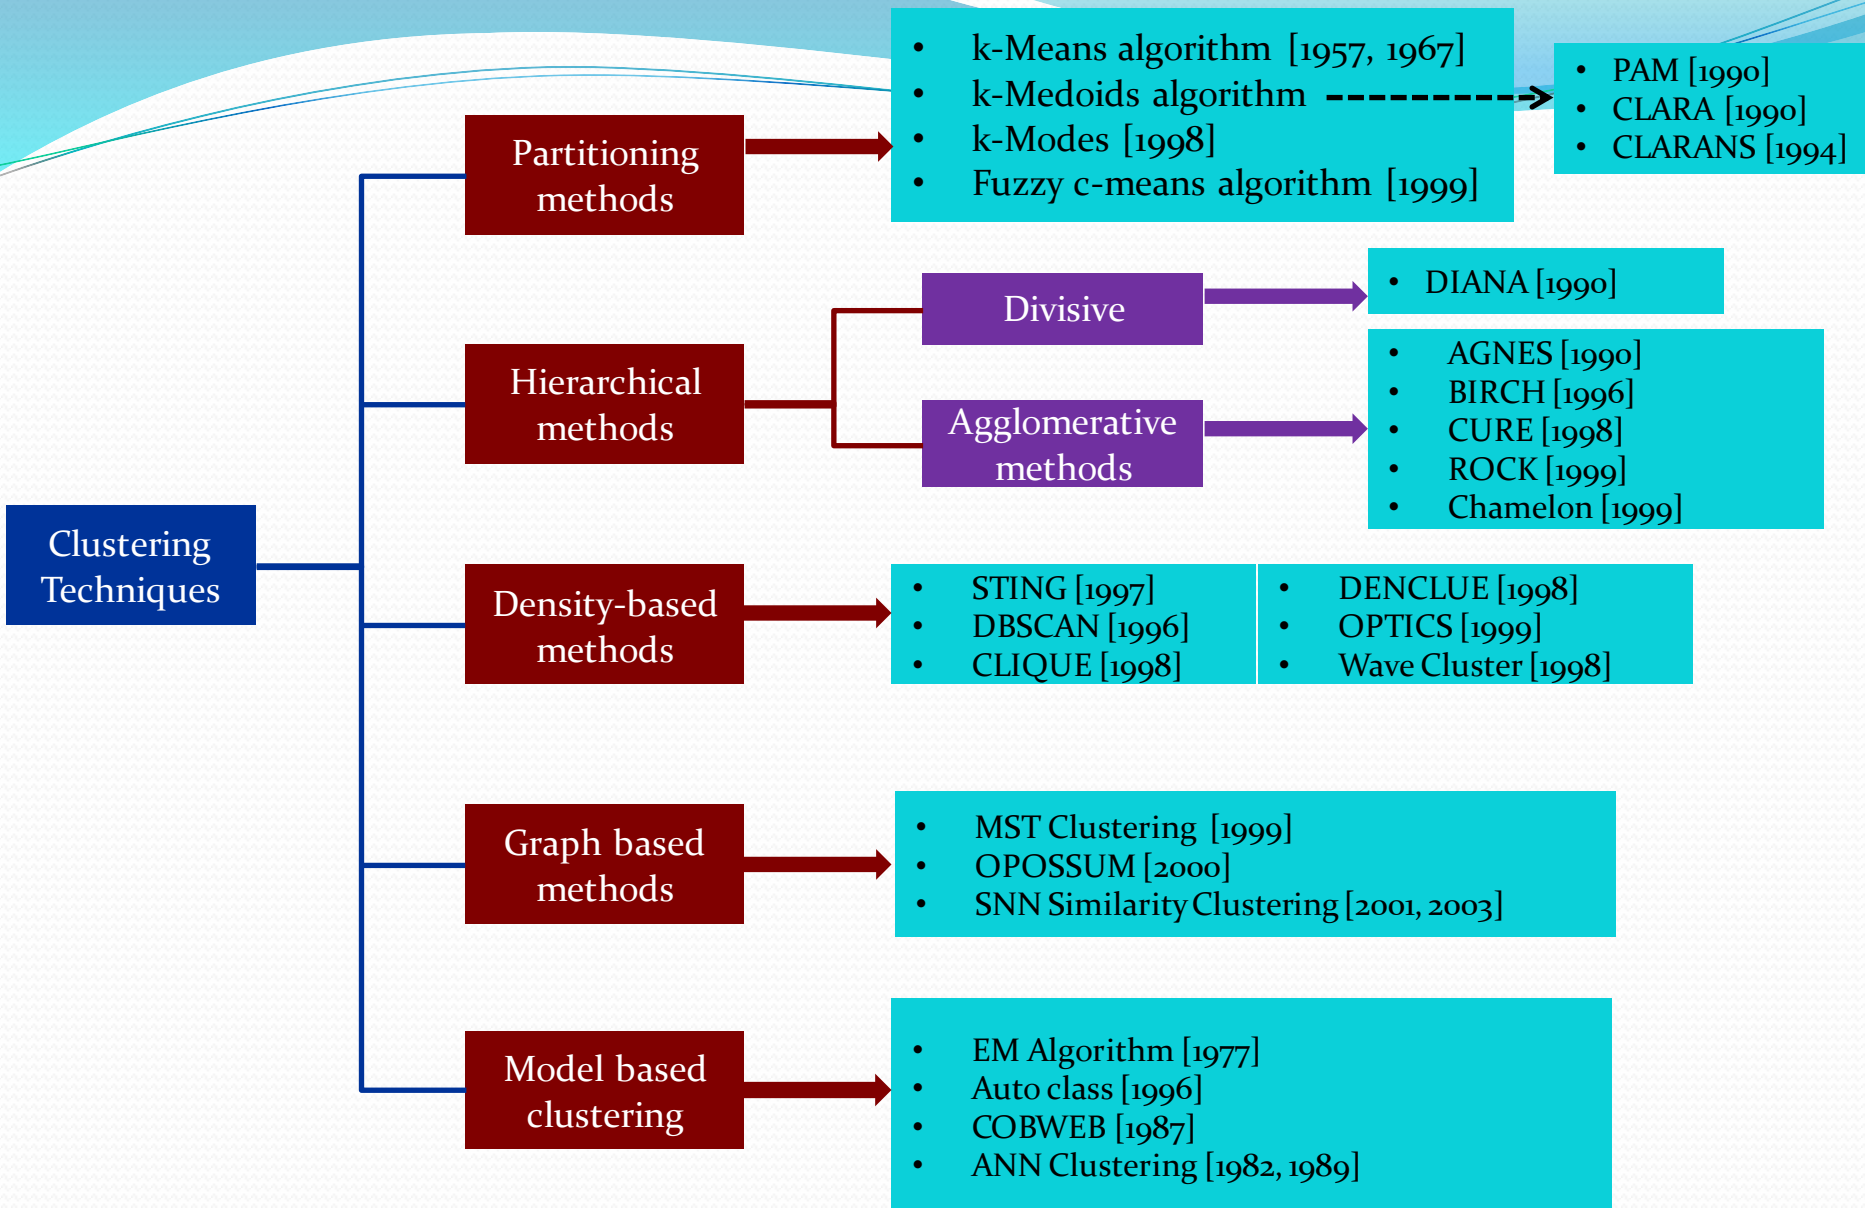 • k-Means algorithm [1957, 1967]
• k-Medoids algorithm
• k-Modes [1998]
• Fuzzy c-means algorithm [1999]
• PAM [1990]
• CLARA [1990]
• CLARANS [1994]
Partitioning
methods
Divisive
• DIANA [1990]
Hierarchical
methods
Agglomerative
methods
• AGNES [1990]
• BIRCH [1996]
• CURE [1998]
• ROCK [1999]
• Chamelon [1999]
Clustering
Techniques
Density-based
methods
• STING [1997]
• DBSCAN [1996]
• CLIQUE [1998]
• DENCLUE [1998]
• OPTICS [1999]
• Wave Cluster [1998]
Graph based
methods
• MST Clustering [1999]
• OPOSSUM [2000]
• SNN Similarity Clustering [2001, 2003]
Model based
clustering
• EM Algorithm [1977]
• Auto class [1996]
• COBWEB [1987]
• ANN Clustering [1982, 1989]